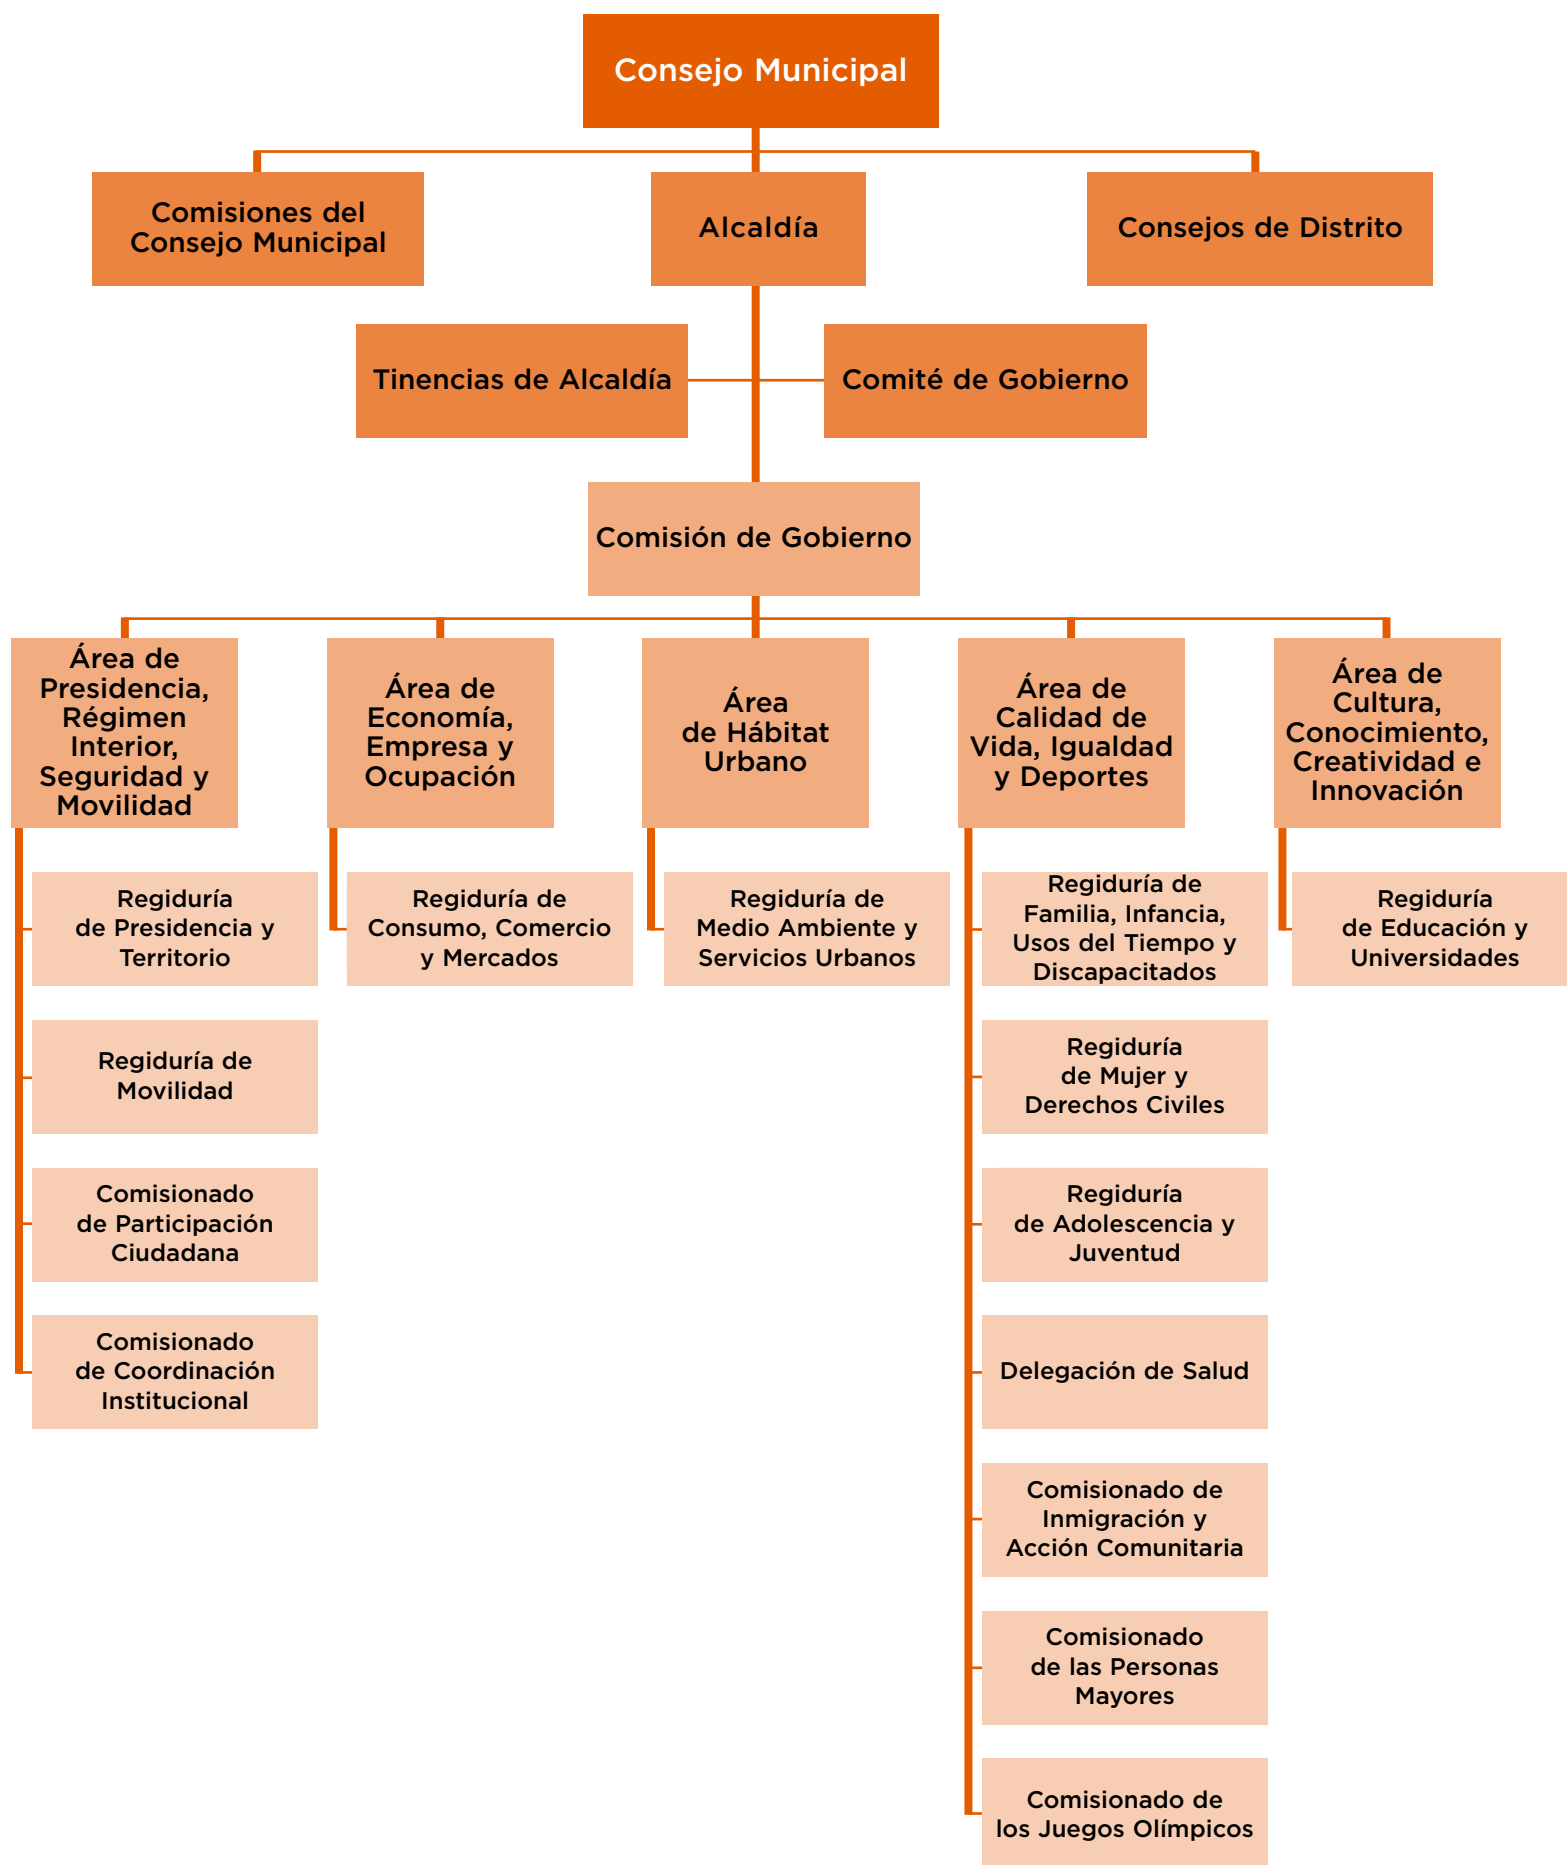 Consejo Municipal
Comisiones del
Consejo Municipal
Alcaldía
Consejos de Distrito
Tinencias de Alcaldía
Comité de Gobierno
Comisión de Gobierno
Área de
Presidencia,
Régimen
Interior,
Seguridad y
Movilidad
Área de
Economía,
Empresa y
Ocupación
Área
de Hábitat
Urbano
Área de
Calidad de
Vida, Igualdad
y Deportes
Área de
Cultura,
Conocimiento,
Creatividad e
Innovación
Regiduría
de Presidencia y
Territorio
Regiduría de
Movilidad
Comisionado
de Participación
Ciudadana
Comisionado
de Coordinación
Institucional
Regiduría de
Consumo, Comercio
y Mercados
Regiduría de
Medio Ambiente y
Servicios Urbanos
Regiduría de
Familia, Infancia,
Usos del Tiempo y
Discapacitados
Regiduría
de Mujer y
Derechos Civiles
Regiduría
de Adolescencia y
Juventud
Delegación de Salud
Comisionado de
Inmigración y
Acción Comunitaria
Comisionado
de las Personas
Mayores
Comisionado de
los Juegos Olímpicos
Regiduría
de Educación y
Universidades